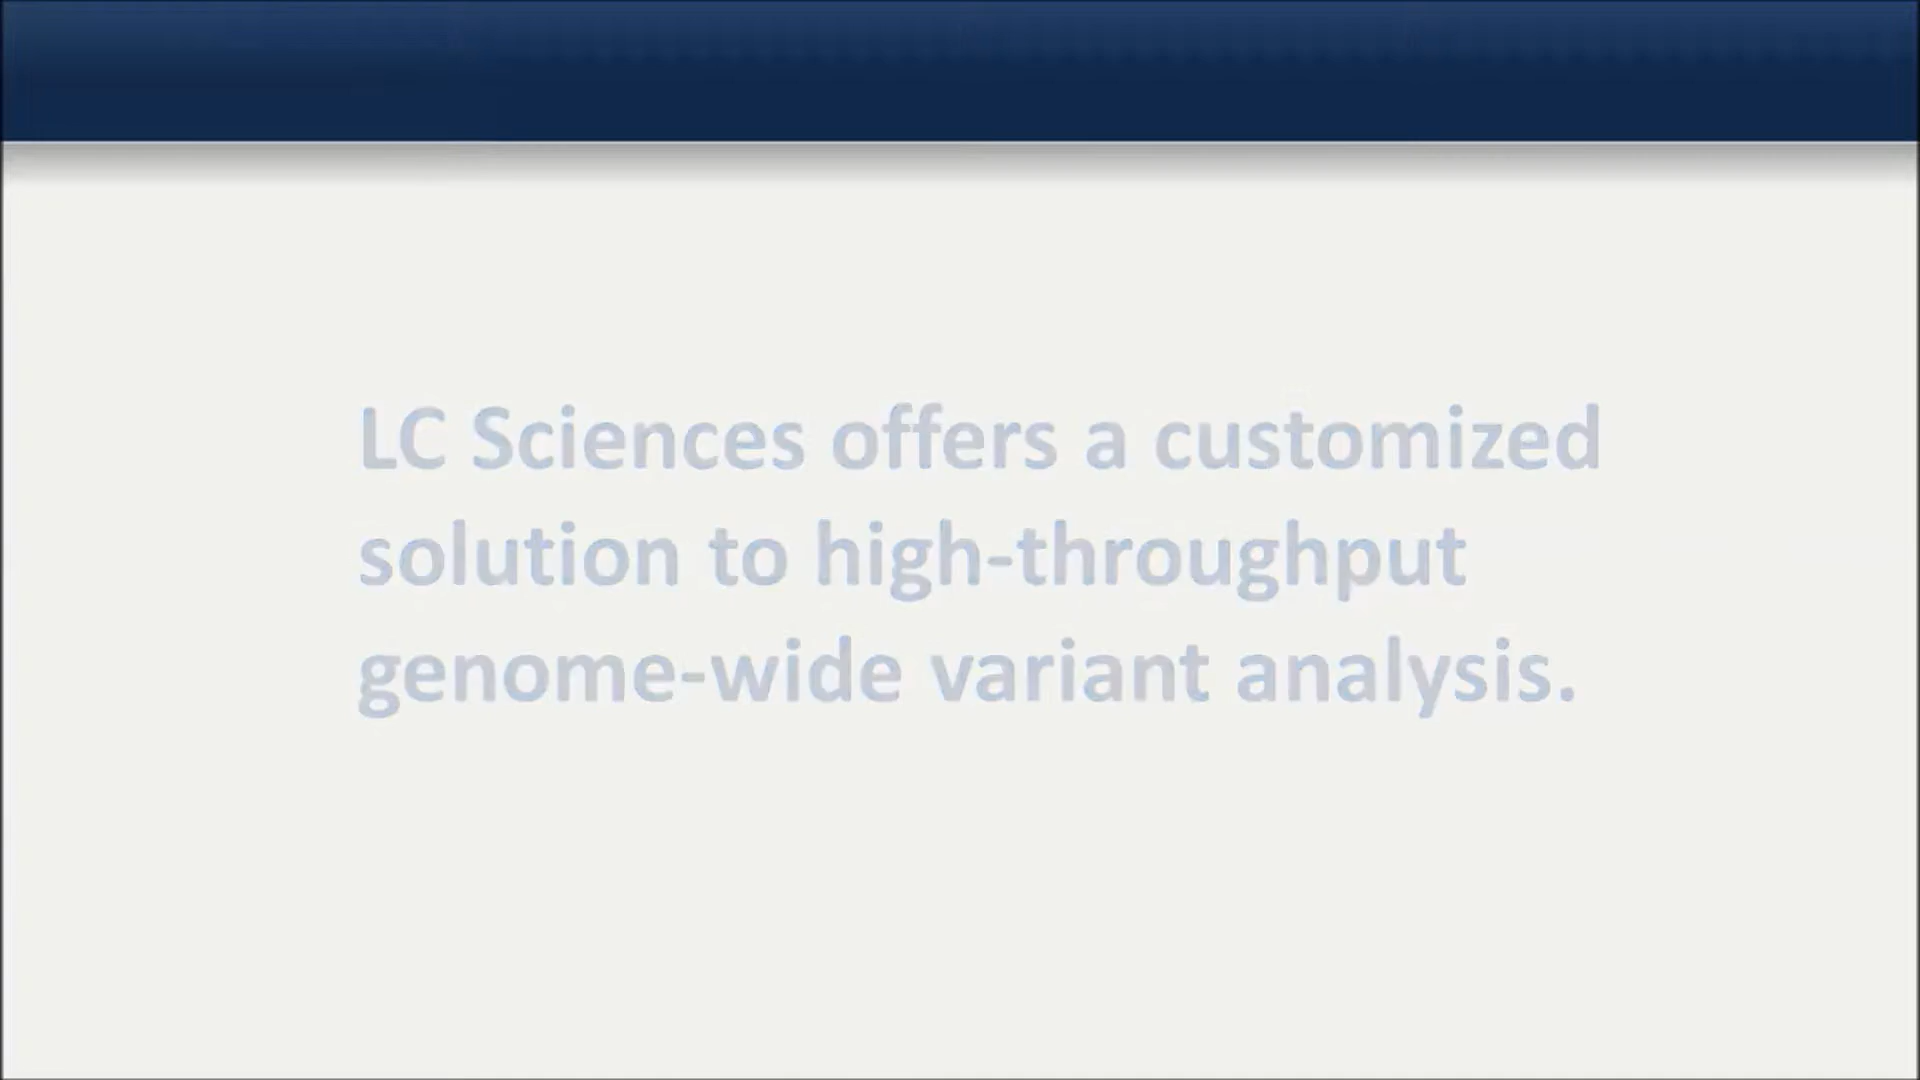 LC Sciences offers a customized
solution to high-throughput
genome-wide variant analysis.